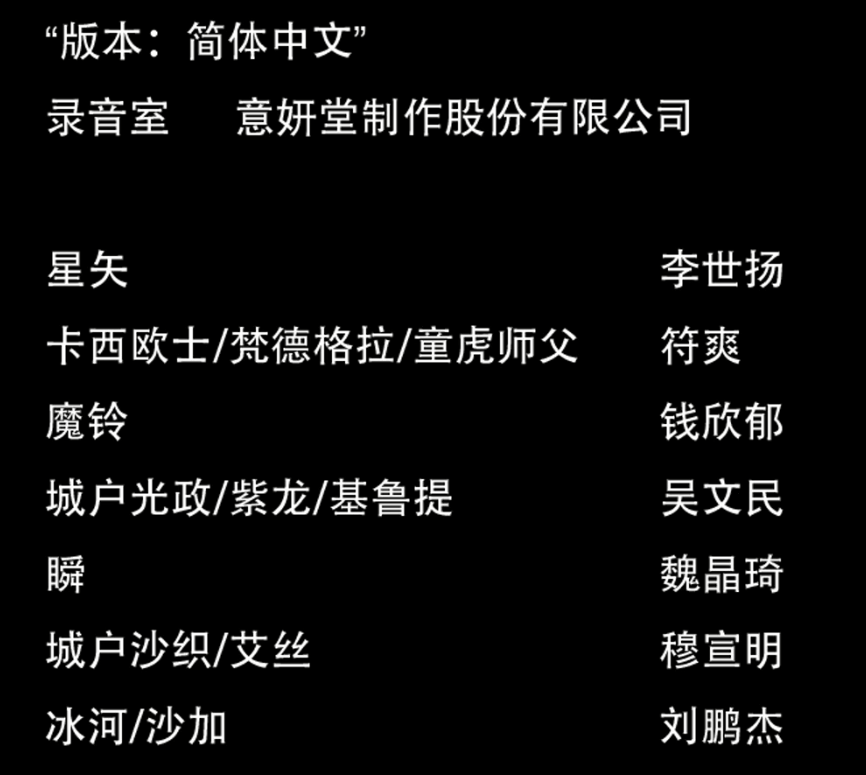 “版本：简体中文”
录音室 意妍堂制作股份有限公司
星矢 李世扬
卡西欧士/梵德格拉/童虎师父 符爽
魔铃 钱欣郁
城户光政/紫龙/基鲁提 吴文民
瞬 魏晶琦
城户沙织/艾丝 穆宣明
冰河/沙加 刘鹏杰